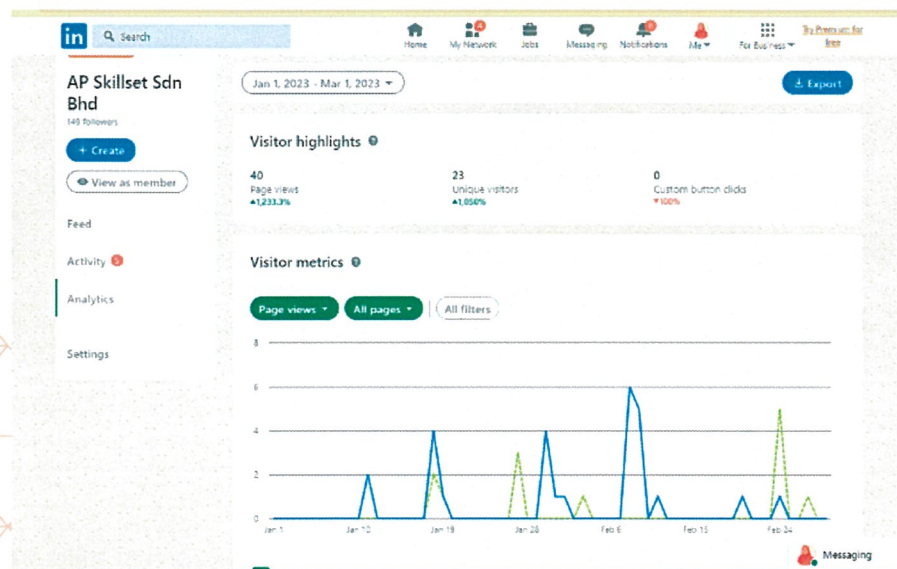 in Search
Home My Network 4 Jobs Messaging Notifications Me For Business Try Premium for free
AP Skillset Sdn Bhd
149 followers
+ Create
View as member
Feed
Activity 5
Analytics
Settings
Jan 1, 2023 - Mar 1, 2023
Export
Visitor highlights
40 23 0
Page views Unique visitors Custom button clicks
▲1,233.3% ▲1,050% ▼100%
Visitor metrics
Page views All pages All filters
8
6
4
2
0
Jan 1 Jan 10 Jan 19 Jan 28 Feb 6 Feb 15 Feb 24
Messaging